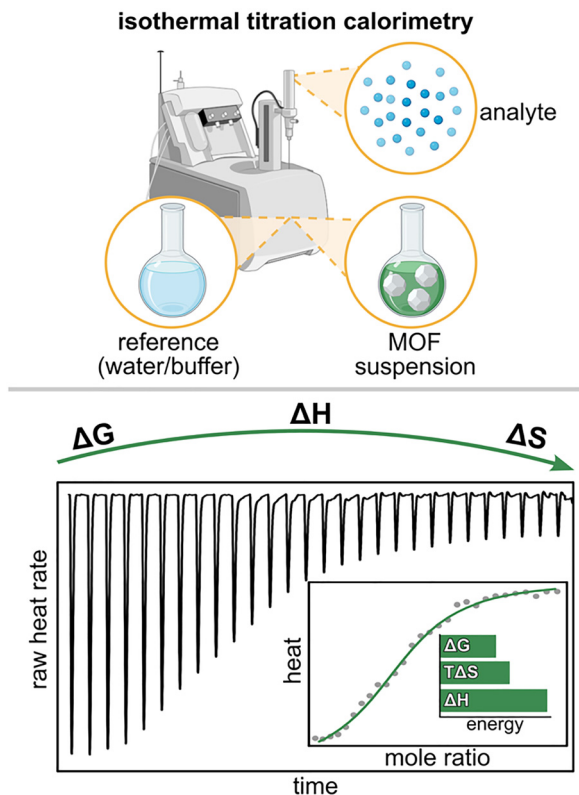 isothermal titration calorimetry
analyte
reference
(water/buffer)
MOF
suspension
ΔG
ΔH
ΔS
raw heat rate
heat
ΔG
TΔS
ΔH
energy
mole ratio
time